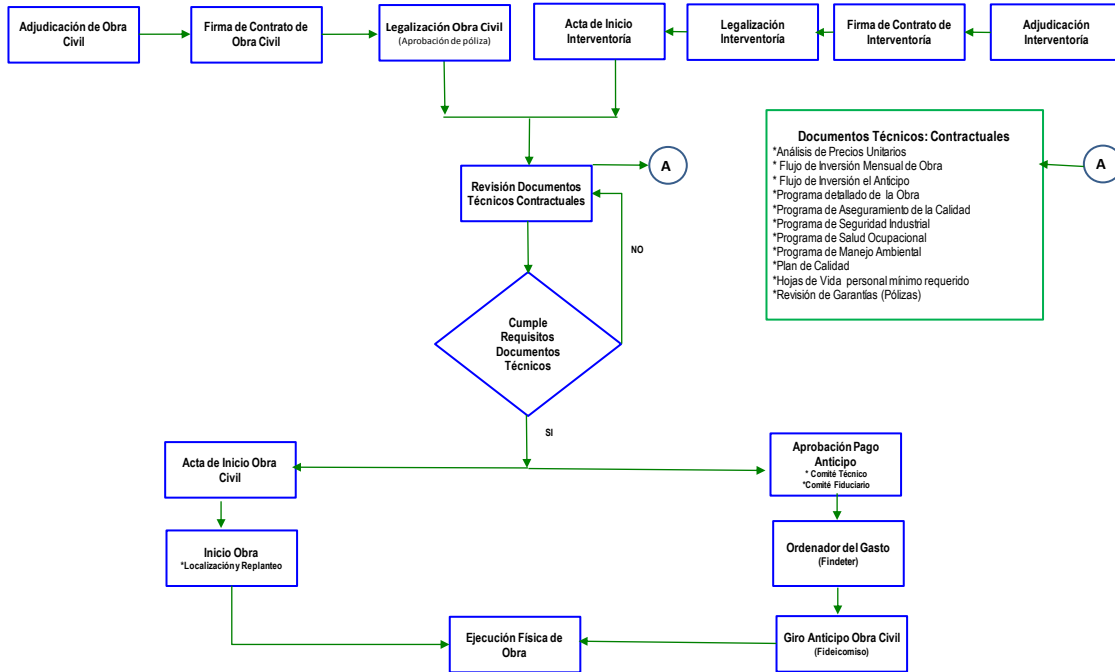 Adjudicación de Obra
Civil
Firma de Contrato de
Obra Civil
Legalización Obra Civil
(Aprobación de póliza)
Acta de Inicio
Interventoría
Legalización
Interventoría
Firma de Contrato de
Interventoría
Adjudicación
Interventoría
Documentos Técnicos: Contractuales
*Análisis de Precios Unitarios
* Flujo de Inversión Mensual de Obra
* Flujo de Inversión el Anticipo
*Programa detallado de la Obra
*Programa de Aseguramiento de la Calidad
*Programa de Seguridad Industrial
*Programa de Salud Ocupacional
*Programa de Manejo Ambiental
*Plan de Calidad
*Hojas de Vida personal mínimo requerido
*Revisión de Garantías (Pólizas)
A
A
Revisión Documentos
Técnicos Contractuales
NO
Cumple
Requisitos
Documentos
Técnicos
SI
Acta de Inicio Obra
Civil
Aprobación Pago
Anticipo
* Comité Técnico
*Comité Fiduciario
Inicio Obra
*Localización y Replanteo
Ordenador del Gasto
(Findeter)
Ejecución Física de
Obra
Giro Anticipo Obra Civil
(Fideicomiso)